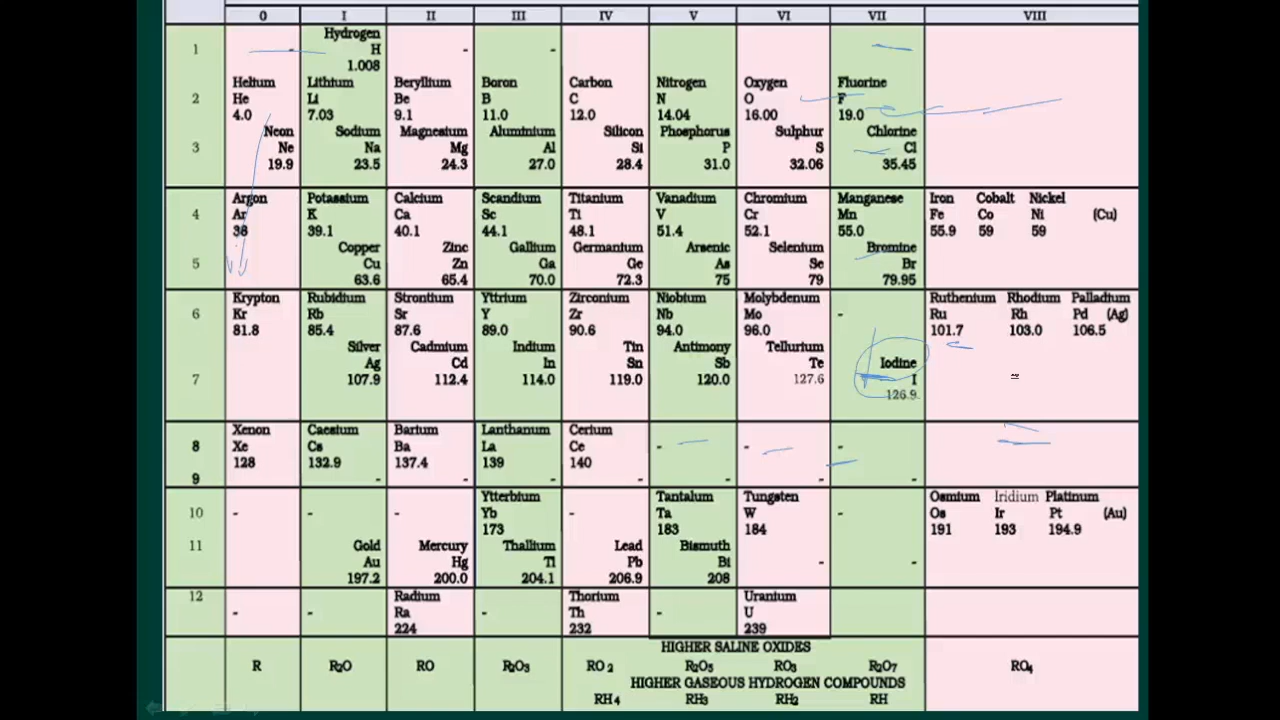 0 I II III IV V VI VII VIII
Hydrogen
1 - H - - 
1.008
Helium Lithium Beryllium Boron Carbon Nitrogen Oxygen Fluorine
2 He Li Be B C N O F
4.0 7.03 9.1 11.0 12.0 14.04 16.00 19.0
Neon Sodium Magnesium Aluminium Silicon Phosphorus Sulphur Chlorine
3 Ne Na Mg Al Si P S Cl
19.9 23.5 24.3 27.0 28.4 31.0 32.06 35.45
Argon Potassium Calcium Scandium Titanium Vanadium Chromium Manganese Iron Cobalt Nickel
4 Ar K Ca Sc Ti V Cr Mn Fe Co Ni (Cu)
38 39.1 40.1 44.1 48.1 51.4 52.1 55.0 55.9 59 59
Copper Zinc Gallium Germanium Arsenic Selenium Bromine
5 Cu Zn Ga Ge As Se Br
63.6 65.4 70.0 72.3 75 79 79.95
Krypton Rubidium Strontium Yttrium Zirconium Niobium Molybdenum Ruthenium Rhodium Palladium
6 Kr Rb Sr Y Zr Nb Mo - Ru Rh Pd (Ag)
81.8 85.4 87.6 89.0 90.6 94.0 96.0 101.7 103.0 106.5
Silver Cadmium Indium Tin Antimony Tellurium Iodine
7 Ag Cd In Sn Sb Te I
107.9 112.4 114.0 119.0 120.0 127.6 126.9
Xenon Caesium Barium Lanthanum Cerium
8 Xe Cs Ba La Ce - - -
128 132.9 137.4 139 140
9 - - - - - - -
Ytterbium Tantalum Tungsten Osmium Iridium Platinum
10 - - - Yb - Ta W - Os Ir Pt (Au)
173 183 184 191 193 194.9
Gold Mercury Thallium Lead Bismuth
11 Au Hg Tl Pb Bi - -
197.2 200.0 204.1 206.9 208
Radium Thorium Uranium
12 - - Ra - Th - U
224 232 239
HIGHER SALINE OXIDES
R R₂O RO R₂O₃ RO₂ R₂O₅ RO₃ R₂O₇ RO₄
HIGHER GASEOUS HYDROGEN COMPOUNDS
RH₄ RH₃ RH₂ RH